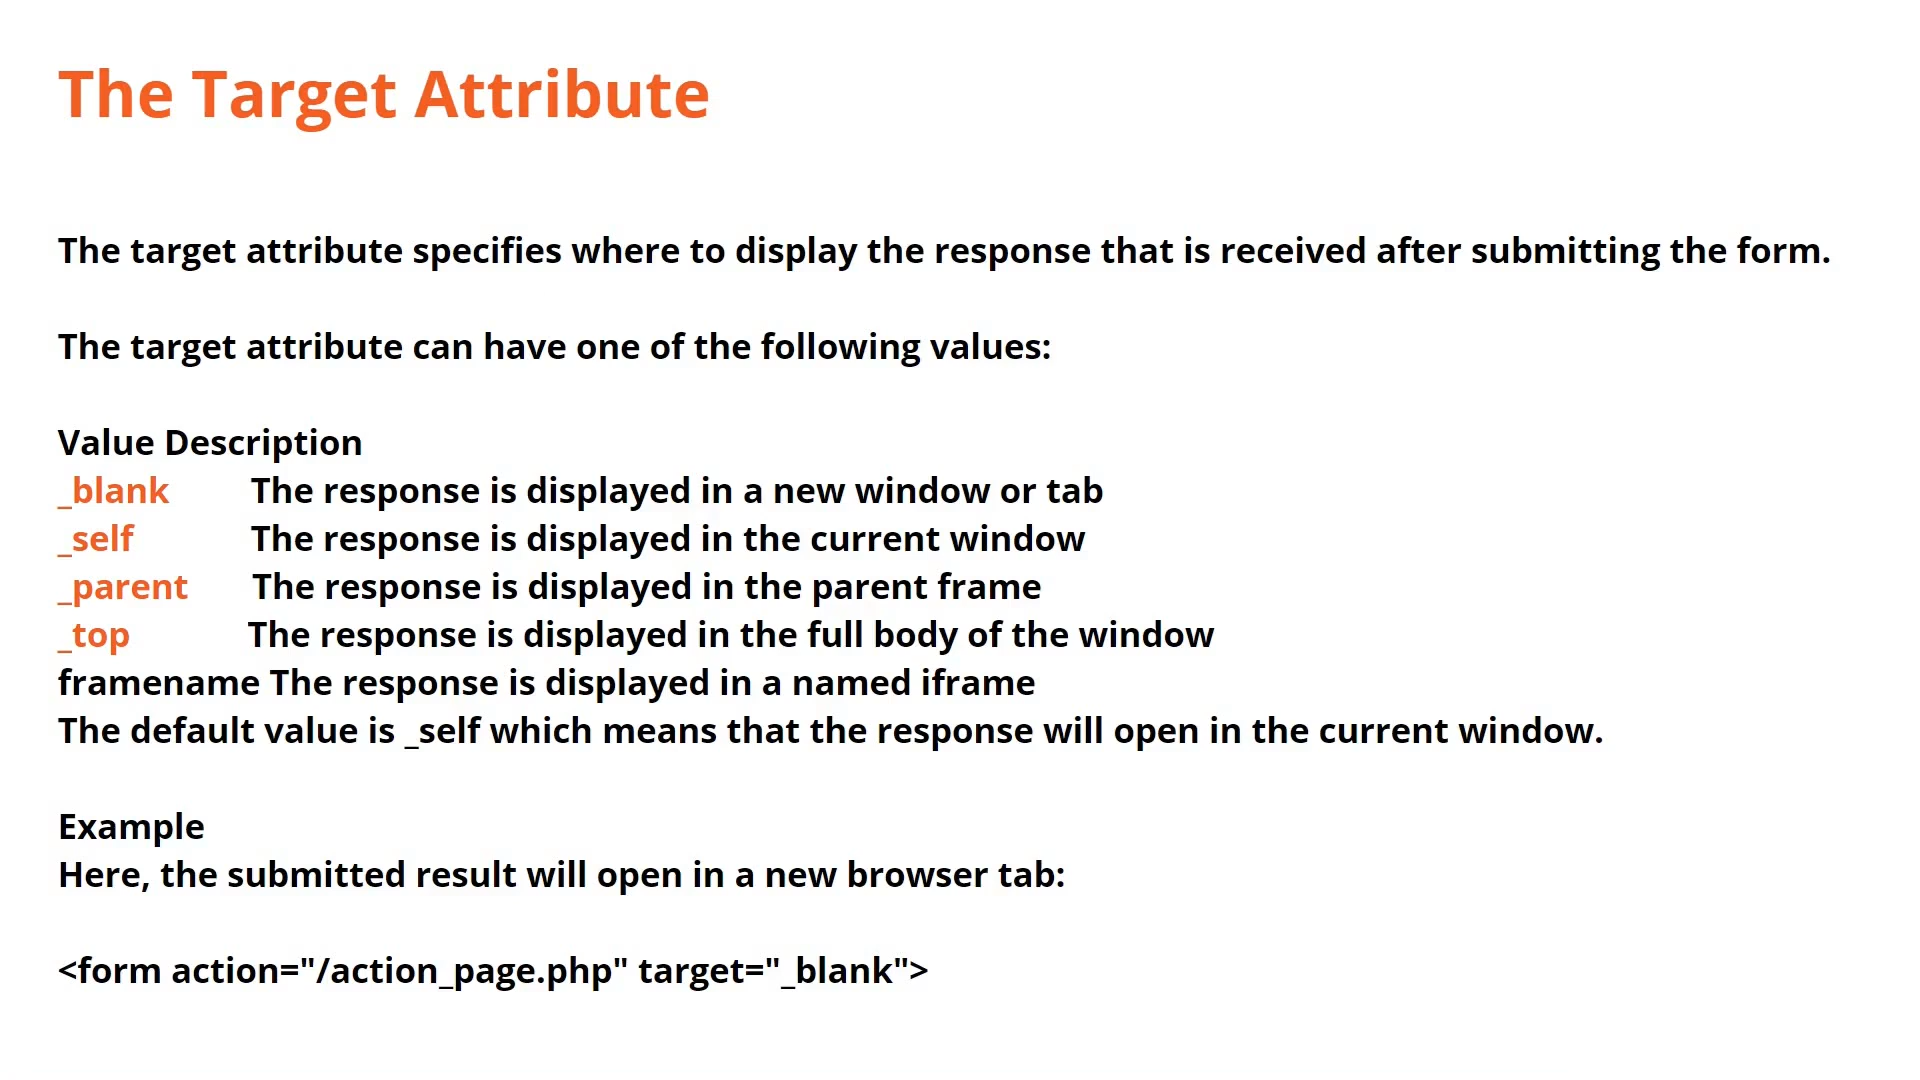 The Target Attribute
The target attribute specifies where to display the response that is received after submitting the form.
The target attribute can have one of the following values:
Value Description
_blank The response is displayed in a new window or tab
_self The response is displayed in the current window
_parent The response is displayed in the parent frame
_top The response is displayed in the full body of the window
framename The response is displayed in a named iframe
The default value is _self which means that the response will open in the current window.
Example
Here, the submitted result will open in a new browser tab:
<form action="/action_page.php" target="_blank">